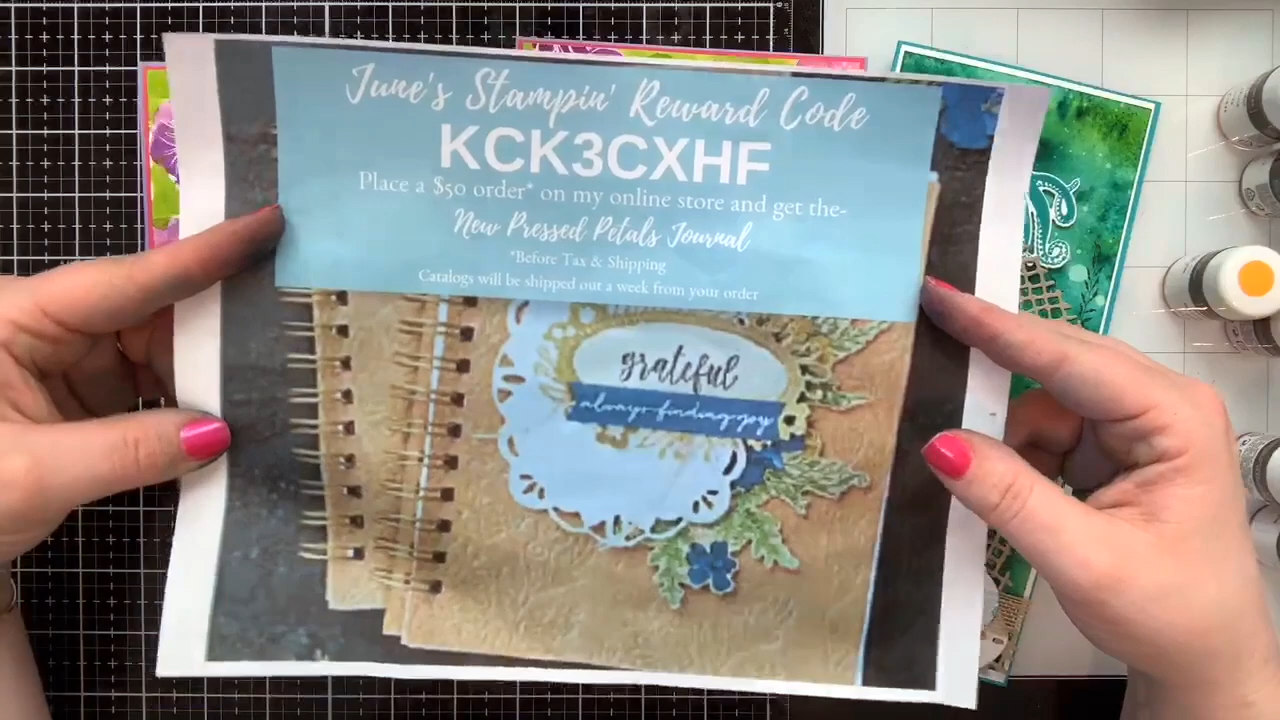 June's Stampin' Reward Code
KCK3CXHF
Place a $50 order* on my online store and get the-
New Pressed Petals Journal
*Before Tax & Shipping
Catalogs will be shipped out a week from your order
grateful
always finding joy